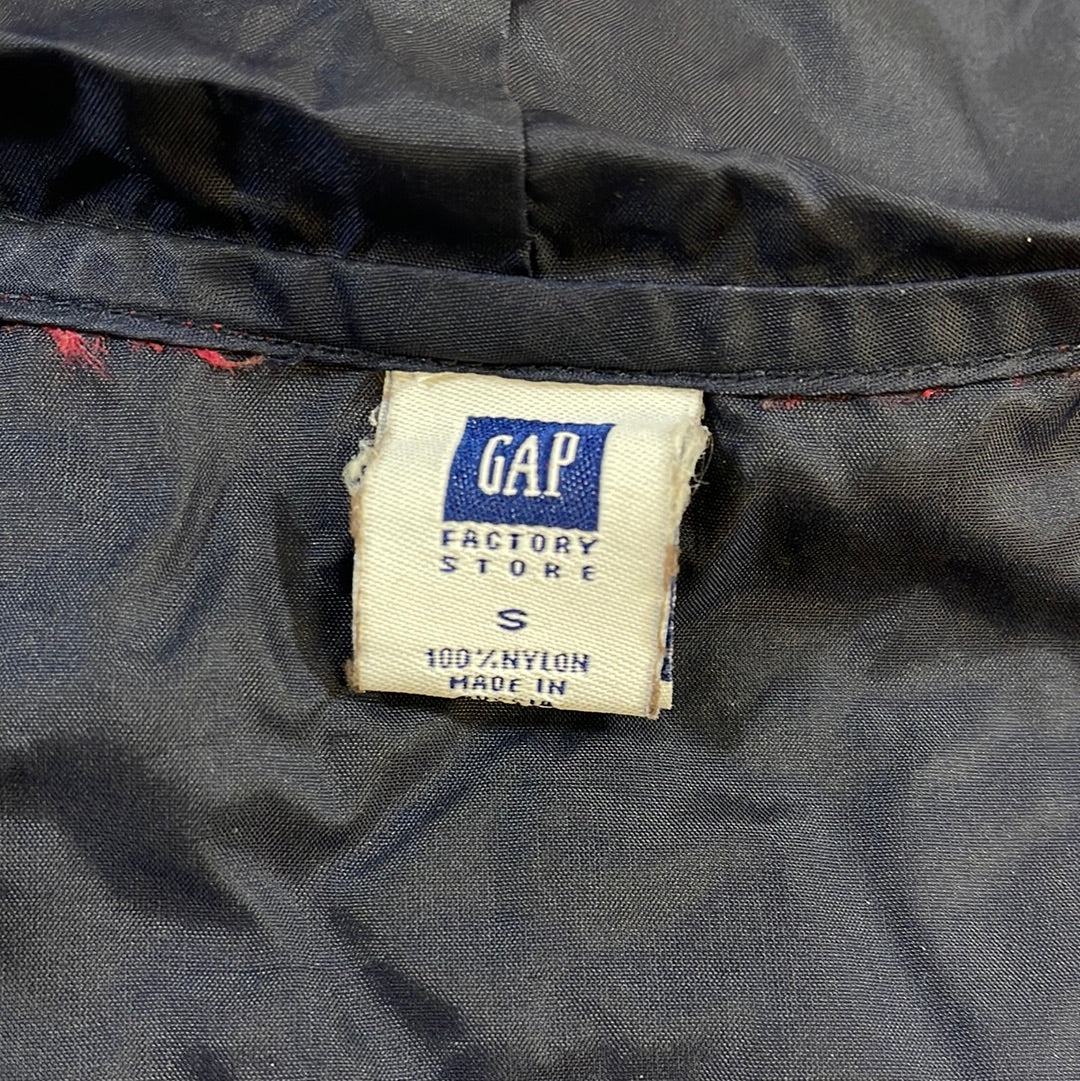 GAP
FACTORY
STORE
S
100% NYLON
MADE IN